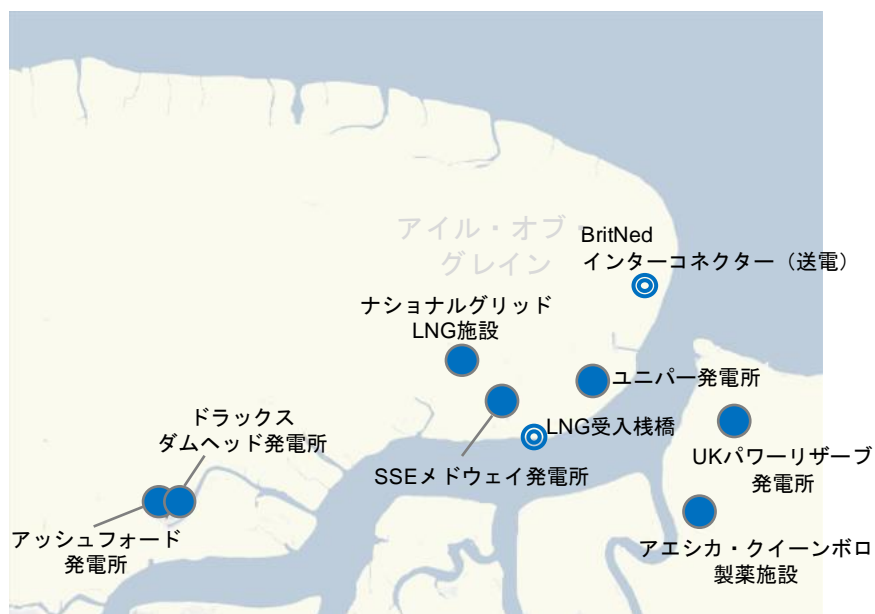 アイル・オブ・
グレイン
BritNed
インターコネクター（送電）
ナショナルグリッド
LNG施設
ユニパー発電所
ドラックス
ダムヘッド発電所
LNG受入桟橋
SSEメドウェイ発電所
UKパワーリザーブ
発電所
アッシュフォード
発電所
アエシカ・クイーンボロ
製薬施設